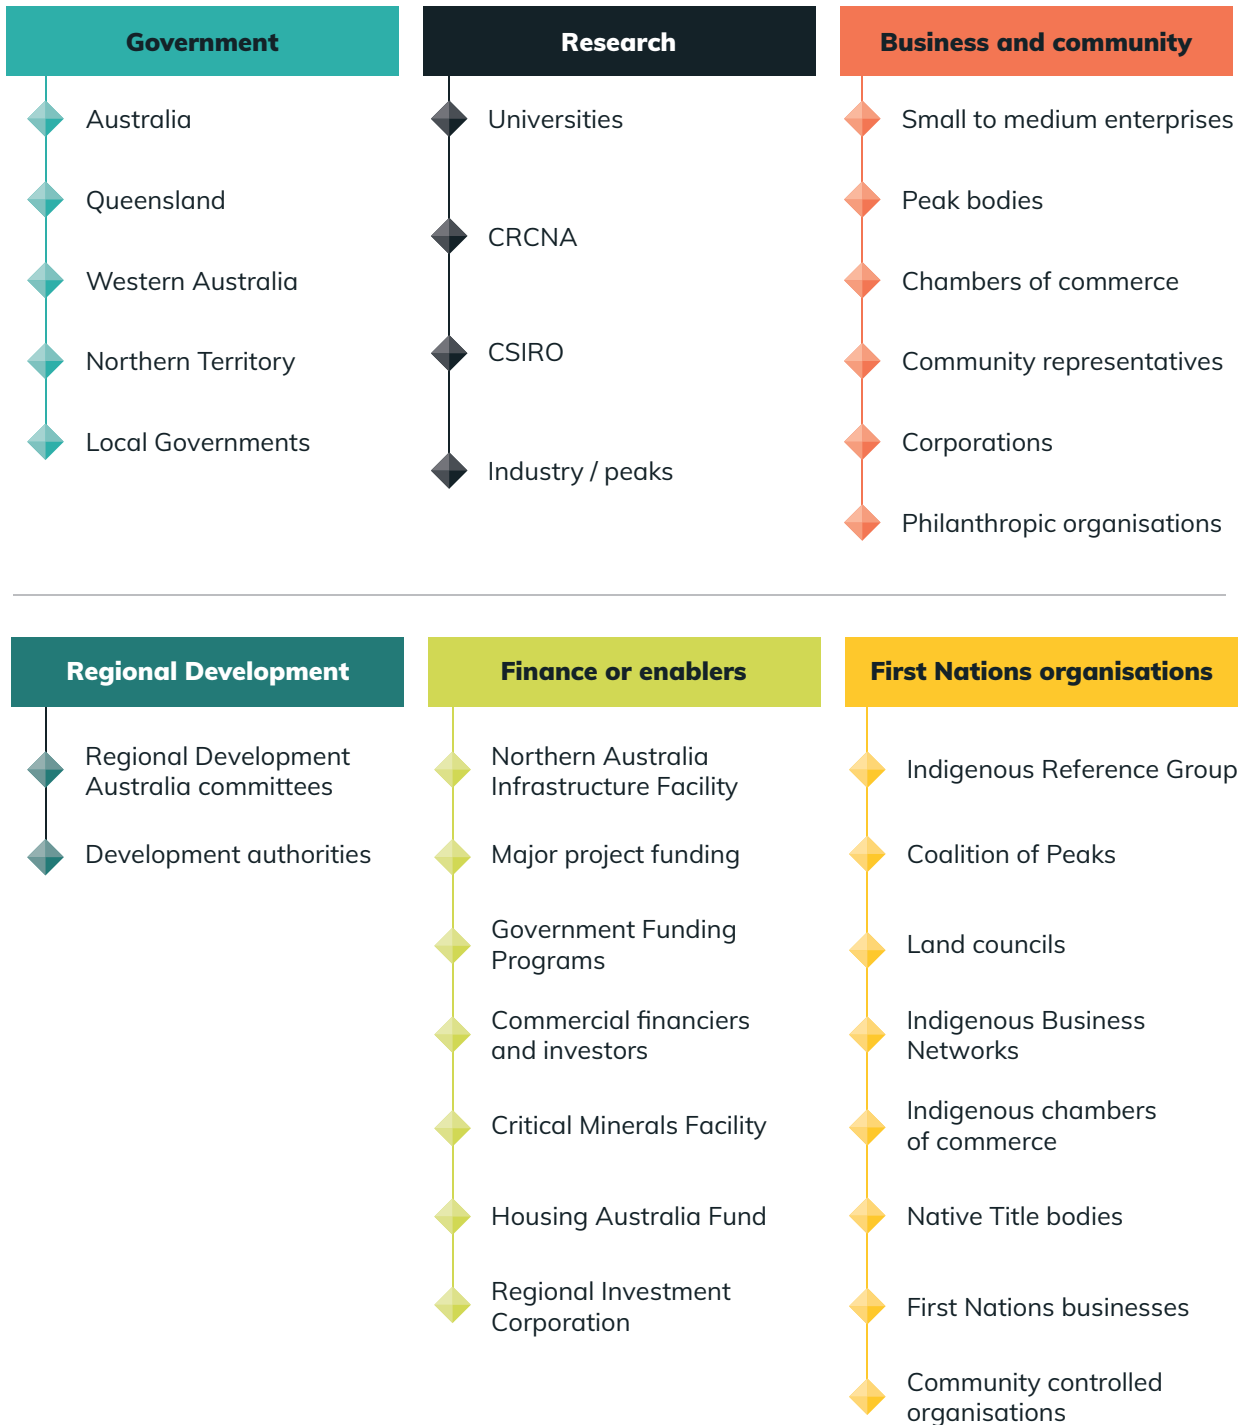 Government
Australia
Queensland
Western Australia
Northern Territory
Local Governments
Research
Universities
CRCNA
CSIRO
Industry / peaks
Business and community
Small to medium enterprises
Peak bodies
Chambers of commerce
Community representatives
Corporations
Philanthropic organisations
Regional Development
Regional Development
Australia committees
Development authorities
Finance or enablers
Northern Australia
Infrastructure Facility
Major project funding
Government Funding
Programs
Commercial financiers
and investors
Critical Minerals Facility
Housing Australia Fund
Regional Investment
Corporation
First Nations organisations
Indigenous Reference Group
Coalition of Peaks
Land councils
Indigenous Business
Networks
Indigenous chambers
of commerce
Native Title bodies
First Nations businesses
Community controlled
organisations